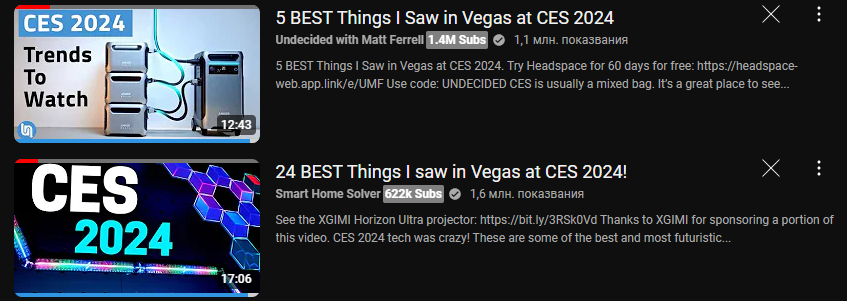 CES 2024
Trends
To
Watch
12:43
5 BEST Things I Saw in Vegas at CES 2024
Undecided with Matt Ferrell 1.4M Subs 1,1 млн. показвания
5 BEST Things I Saw in Vegas at CES 2024. Try Headspace for 60 days for free: https://headspace-
web.app.link/e/UMF Use code: UNDECIDED CES is usually a mixed bag. It's a great place to see...
CES
2024
17:06
24 BEST Things I saw in Vegas at CES 2024!
Smart Home Solver 622k Subs 1,6 млн. показвания
See the XGIMI Horizon Ultra projector: https://bit.ly/3RSk0Vd Thanks to XGIMI for sponsoring a portion of
this video. CES 2024 tech was crazy! These are some of the best and most futuristic...